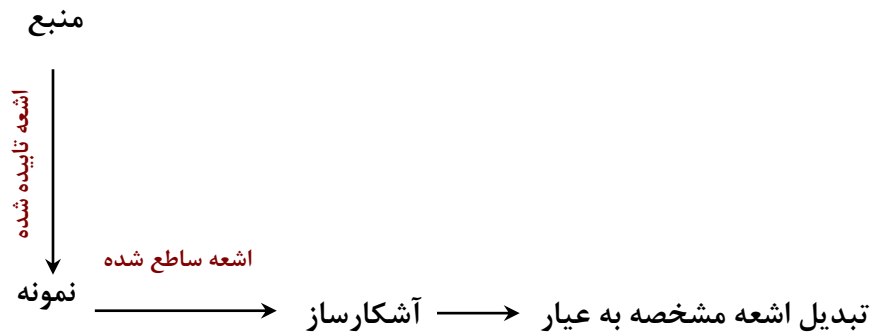 منبع
اشعه تابیده شده
اشعه ساطع شده
نمونه
آشکارساز
تبدیل اشعه مشخصه به عیار